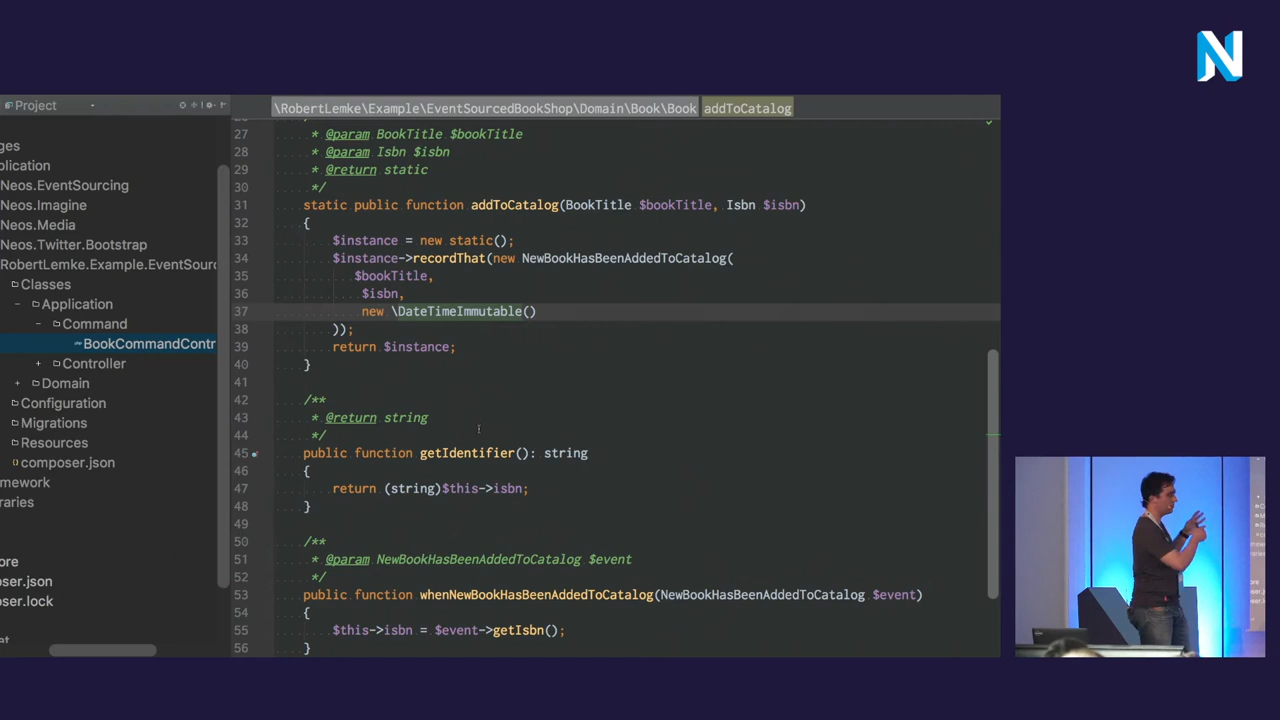 N
Project
ges
plication
Neos.EventSourcing
Neos.Imagine
Neos.Media
Neos.Twitter.Bootstrap
RobertLemke.Example.EventSourc
Classes
Application
Command
BookCommandContr
Controller
Domain
Configuration
Migrations
Resources
composer.json
amework
raries
ore
poser.json
poser.lock
et
\RobertLemke\Example\EventSourcedBookShop\Domain\Book\Book addToCatalog
27 * @param BookTitle $bookTitle
28 * @param Isbn $isbn
29 * @return static
30 */
31 static public function addToCatalog(BookTitle $bookTitle, Isbn $isbn)
32 {
33 $instance = new static();
34 $instance->recordThat(new NewBookHasBeenAddedToCatalog(
35 $bookTitle,
36 $isbn,
37 new \DateTimeImmutable()
38 ));
39 return $instance;
40 }
41
42 /**
43 * @return string
44 */
45 public function getIdentifier(): string
46 {
47 return (string)$this->isbn;
48 }
49
50 /**
51 * @param NewBookHasBeenAddedToCatalog $event
52 */
53 public function whenNewBookHasBeenAddedToCatalog(NewBookHasBeenAddedToCatalog $event)
54 {
55 $this->isbn = $event->getIsbn();
56 }